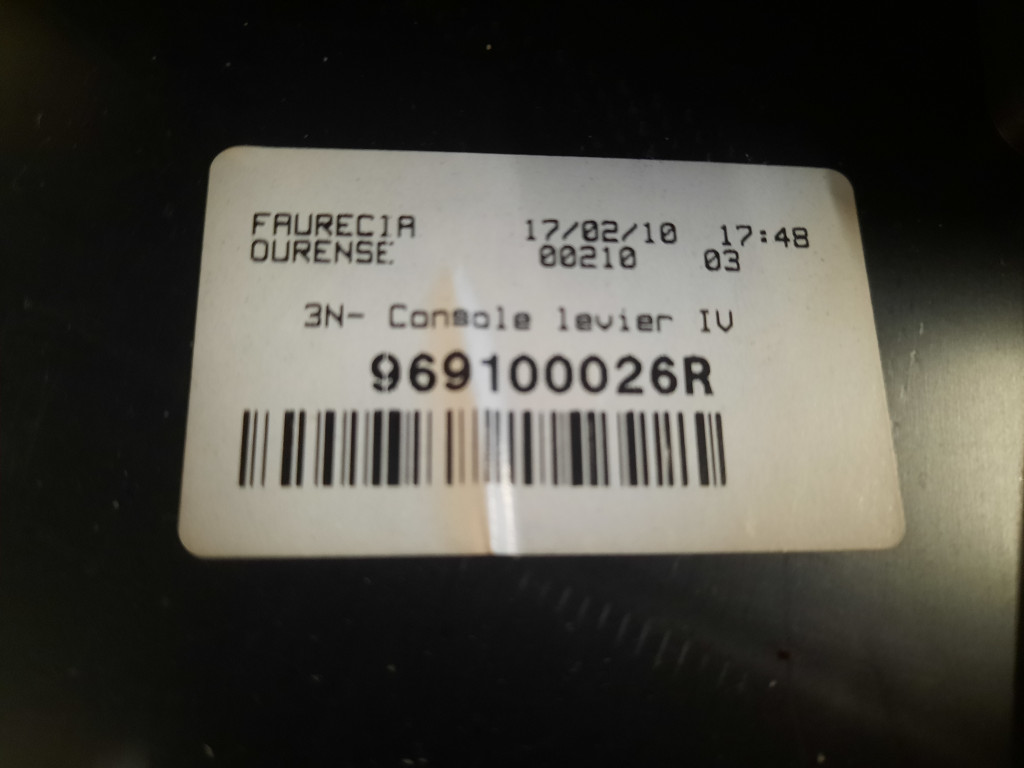 FAURECIA 17/02/10 17:48
OURENSE 00210 03
3N- Console levier IV
969100026R